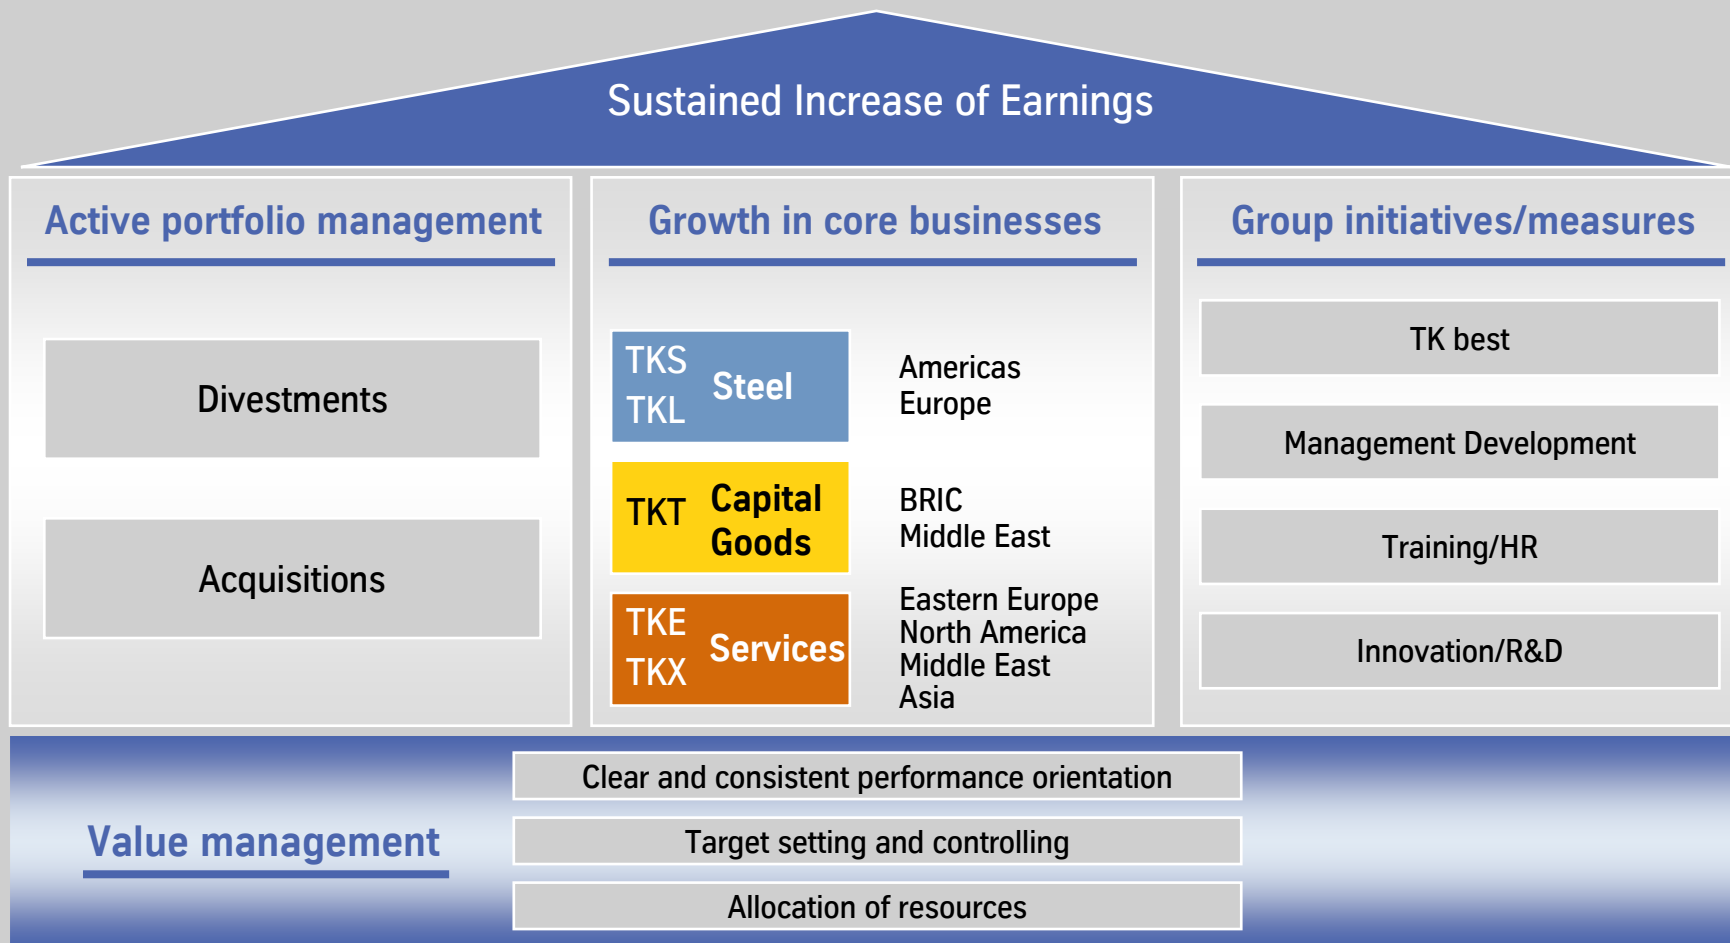 Sustained Increase of Earnings
Active portfolio management
Divestments
Acquisitions
Growth in core businesses
TKS
TKL
Steel
Americas
Europe
TKT
Capital
Goods
BRIC
Middle East
TKE
TKX
Services
Eastern Europe
North America
Middle East
Asia
Group initiatives/measures
TK best
Management Development
Training/HR
Innovation/R&D
Value management
Clear and consistent performance orientation
Target setting and controlling
Allocation of resources